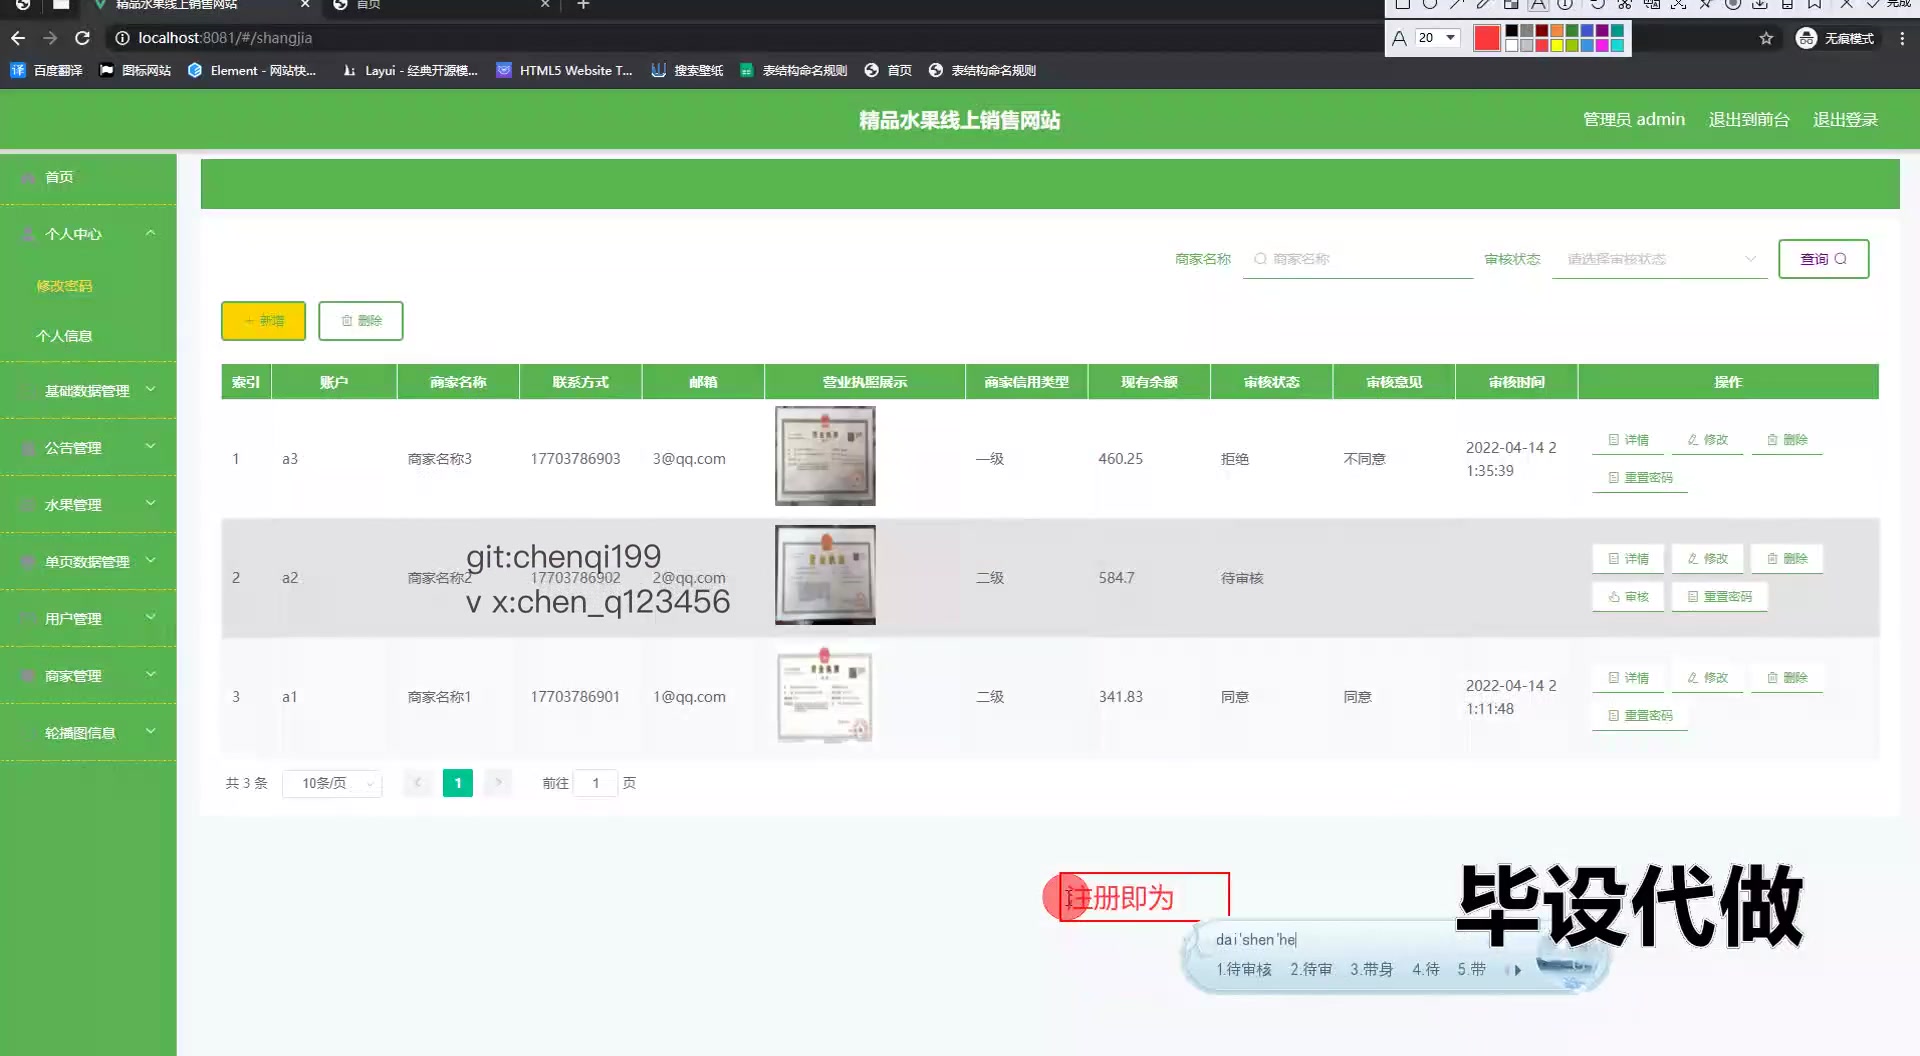 精品水果线上销售网站
首页
完成
localhost:8081/#/shangjia
A 20
无痕模式
百度翻译 图标网站 Element - 网站快... Layui - 经典开源模... HTML5 Website T... 搜索壁纸 表结构命名规则 首页 表结构命名规则
精品水果线上销售网站
管理员 admin 退出到前台 退出登录
首页
个人中心
修改密码
个人信息
基础数据管理
公告管理
水果管理
单页数据管理
用户管理
商家管理
轮播图信息
商家名称 商家名称 审核状态 请选择审核状态 查询
+ 新增 删除
索引 账户 商家名称 联系方式 邮箱 营业执照展示 商家信用类型 现有余额 审核状态 审核意见 审核时间 操作
1 a3 商家名称3 17703786903 3@qq.com 一级 460.25 拒绝 不同意 2022-04-14 2
1:35:39
详情 修改 删除
重置密码
git:chenqi199
2 a2 商家名称2 17703786902 2@qq.com 二级 584.7 待审核
v x:chen_q123456
详情 修改 删除
审核 重置密码
3 a1 商家名称1 17703786901 1@qq.com 二级 341.83 同意 同意 2022-04-14 2
1:11:48
详情 修改 删除
重置密码
共 3 条 10条/页 1 前往 1 页
注册即为
毕设代做
dai'shen'he
1.待审核 2.待审 3.带身 4.待 5.带